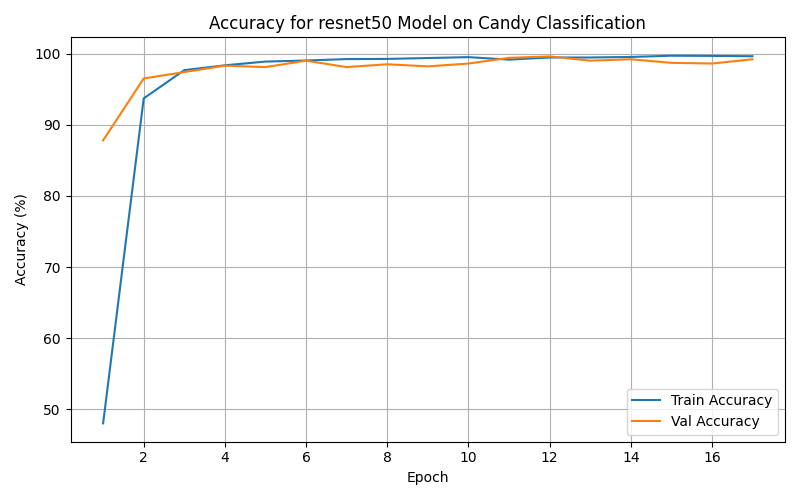 Accuracy for resnet50 Model on Candy Classification
Accuracy (%)
100
90
80
70
60
50
2 4 6 8 10 12 14 16
Epoch
Train Accuracy
Val Accuracy